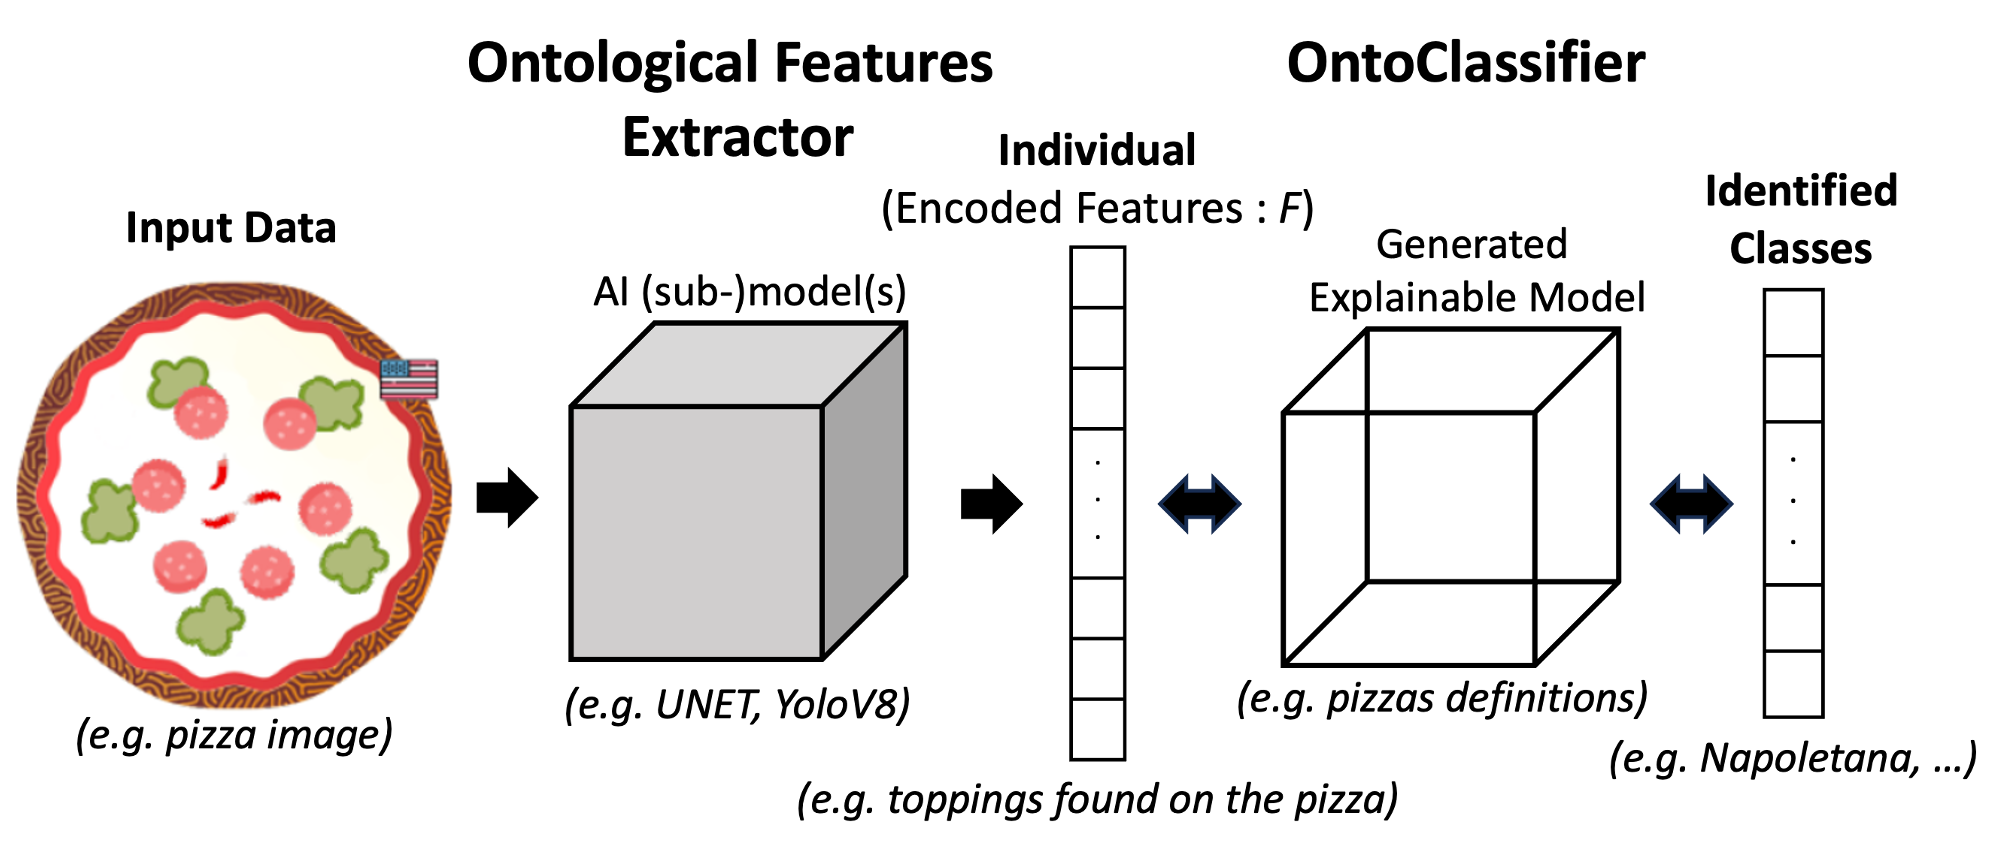 Ontological Features
Extractor
OntoClassifier
Input Data
(e.g. pizza image)
AI (sub-)model(s)
(e.g. UNET, YoloV8)
Individual
(Encoded Features : F)
(e.g. toppings found on the pizza)
Generated
Explainable Model
(e.g. pizzas definitions)
Identified
Classes
(e.g. Napoletana, ...)